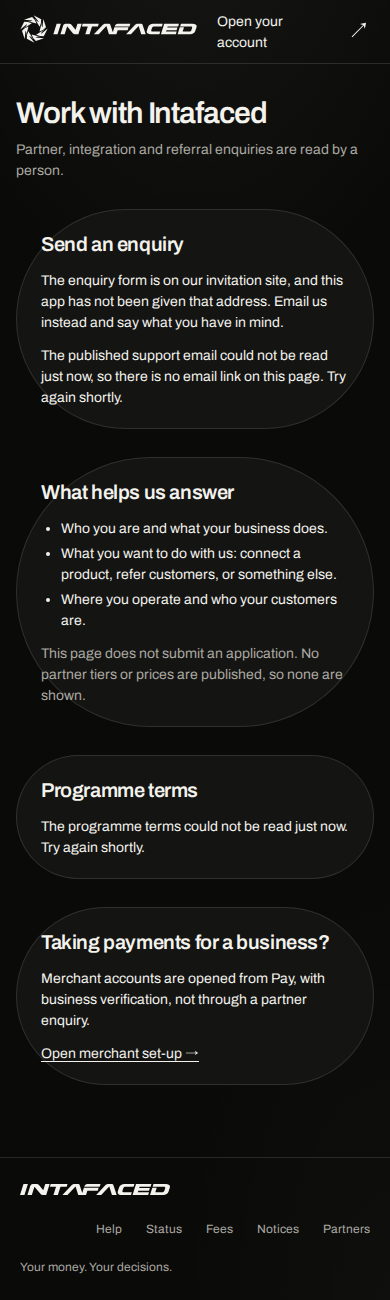 INTAFACED
Open your
account ↗
Work with Intafaced
Partner, integration and referral enquiries are read by a
person.
Send an enquiry
The enquiry form is on our invitation site, and this
app has not been given that address. Email us
instead and say what you have in mind.
The published support email could not be read
just now, so there is no email link on this page. Try
again shortly.
What helps us answer
• Who you are and what your business does.
• What you want to do with us: connect a
product, refer customers, or something else.
• Where you operate and who your customers
are.
This page does not submit an application. No
partner tiers or prices are published, so none are
shown.
Programme terms
The programme terms could not be read just now.
Try again shortly.
Taking payments for a business?
Merchant accounts are opened from Pay, with
business verification, not through a partner
enquiry.
Open merchant set-up →
INTAFACED
Help Status Fees Notices Partners
Your money. Your decisions.